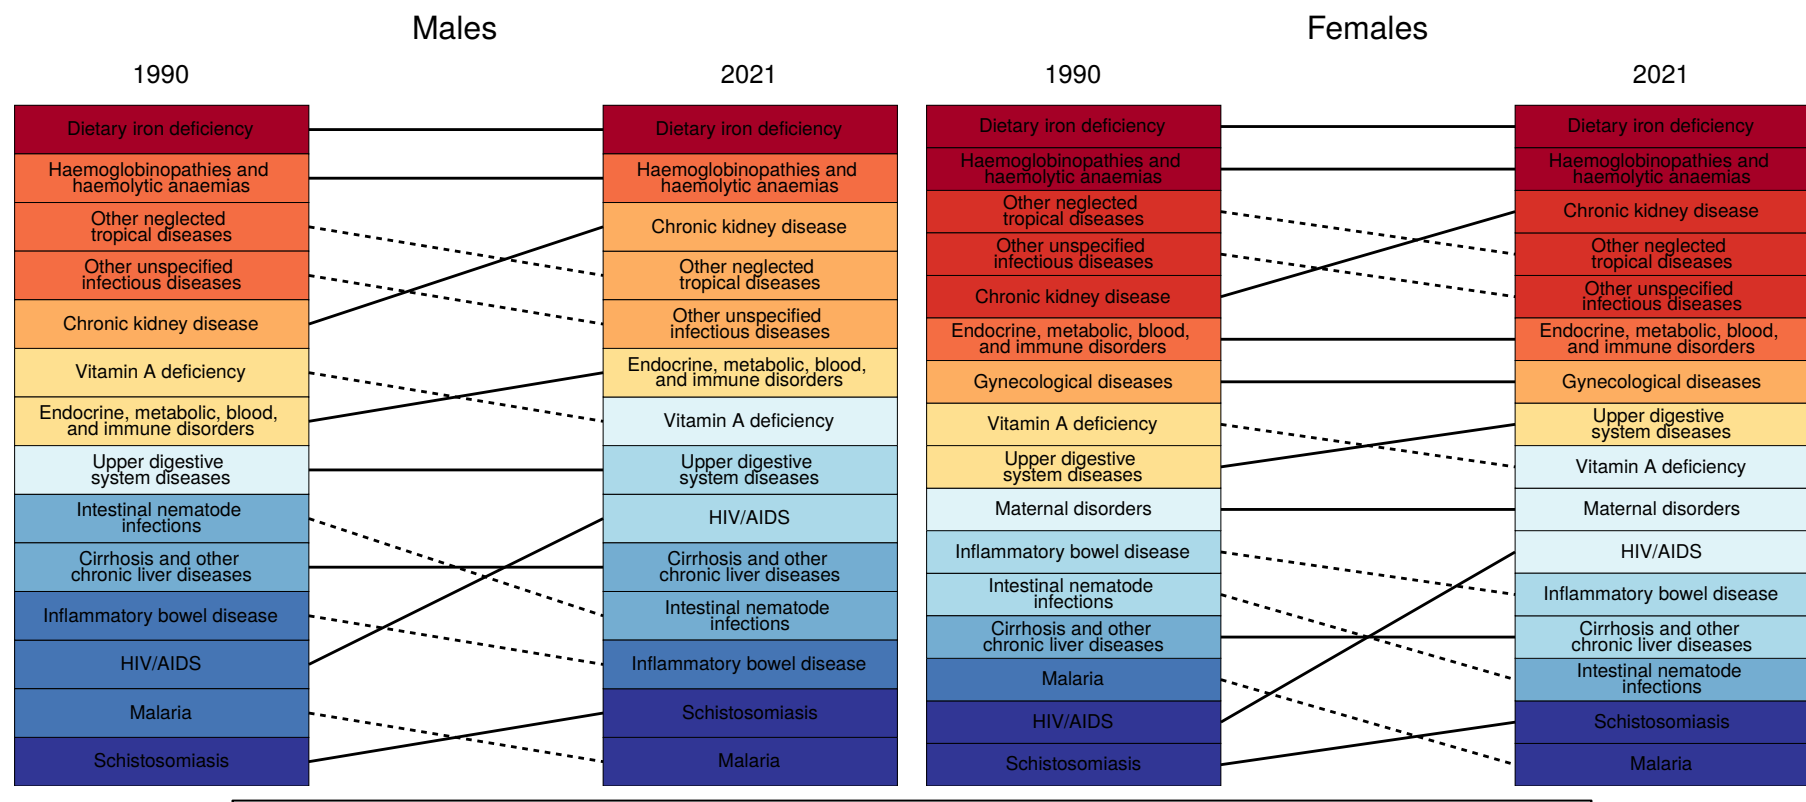 Males
1990
2021
Dietary iron deficiency
Haemoglobinopathies and
haemolytic anaemias
Other neglected
tropical diseases
Other unspecified
infectious diseases
Chronic kidney disease
Vitamin A deficiency
Endocrine, metabolic, blood,
and immune disorders
Upper digestive
system diseases
Intestinal nematode
infections
Cirrhosis and other
chronic liver diseases
Inflammatory bowel disease
HIV/AIDS
Malaria
Schistosomiasis
Dietary iron deficiency
Haemoglobinopathies and
haemolytic anaemias
Chronic kidney disease
Other neglected
tropical diseases
Other unspecified
infectious diseases
Endocrine, metabolic, blood,
and immune disorders
Vitamin A deficiency
Upper digestive
system diseases
HIV/AIDS
Cirrhosis and other
chronic liver diseases
Intestinal nematode
infections
Inflammatory bowel disease
Schistosomiasis
Malaria
Females
1990
2021
Dietary iron deficiency
Haemoglobinopathies and
haemolytic anaemias
Other neglected
tropical diseases
Other unspecified
infectious diseases
Chronic kidney disease
Endocrine, metabolic, blood,
and immune disorders
Gynecological diseases
Vitamin A deficiency
Upper digestive
system diseases
Maternal disorders
Inflammatory bowel disease
Intestinal nematode
infections
Cirrhosis and other
chronic liver diseases
Malaria
HIV/AIDS
Schistosomiasis
Dietary iron deficiency
Haemoglobinopathies and
haemolytic anaemias
Chronic kidney disease
Other neglected
tropical diseases
Other unspecified
infectious diseases
Endocrine, metabolic, blood,
and immune disorders
Gynecological diseases
Upper digestive
system diseases
Vitamin A deficiency
Maternal disorders
HIV/AIDS
Inflammatory bowel disease
Cirrhosis and other
chronic liver diseases
Intestinal nematode
infections
Schistosomiasis
Malaria